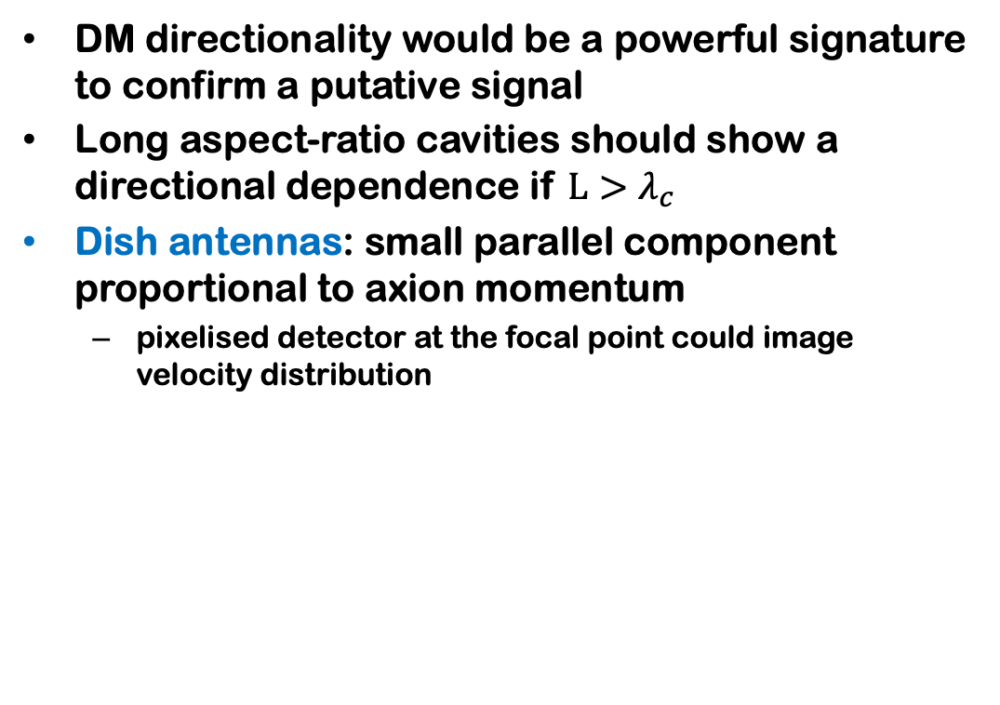 • DM directionality would be a powerful signature
to confirm a putative signal
• Long aspect-ratio cavities should show a
directional dependence if L > λ_c
• Dish antennas: small parallel component
proportional to axion momentum
– pixelised detector at the focal point could image
velocity distribution